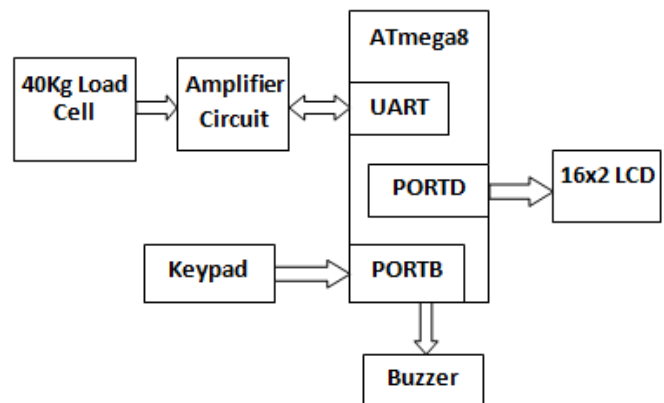 ATmega8
40Kg Load
Cell
Amplifier
Circuit
UART
PORTD
16x2 LCD
Keypad
PORTB
Buzzer